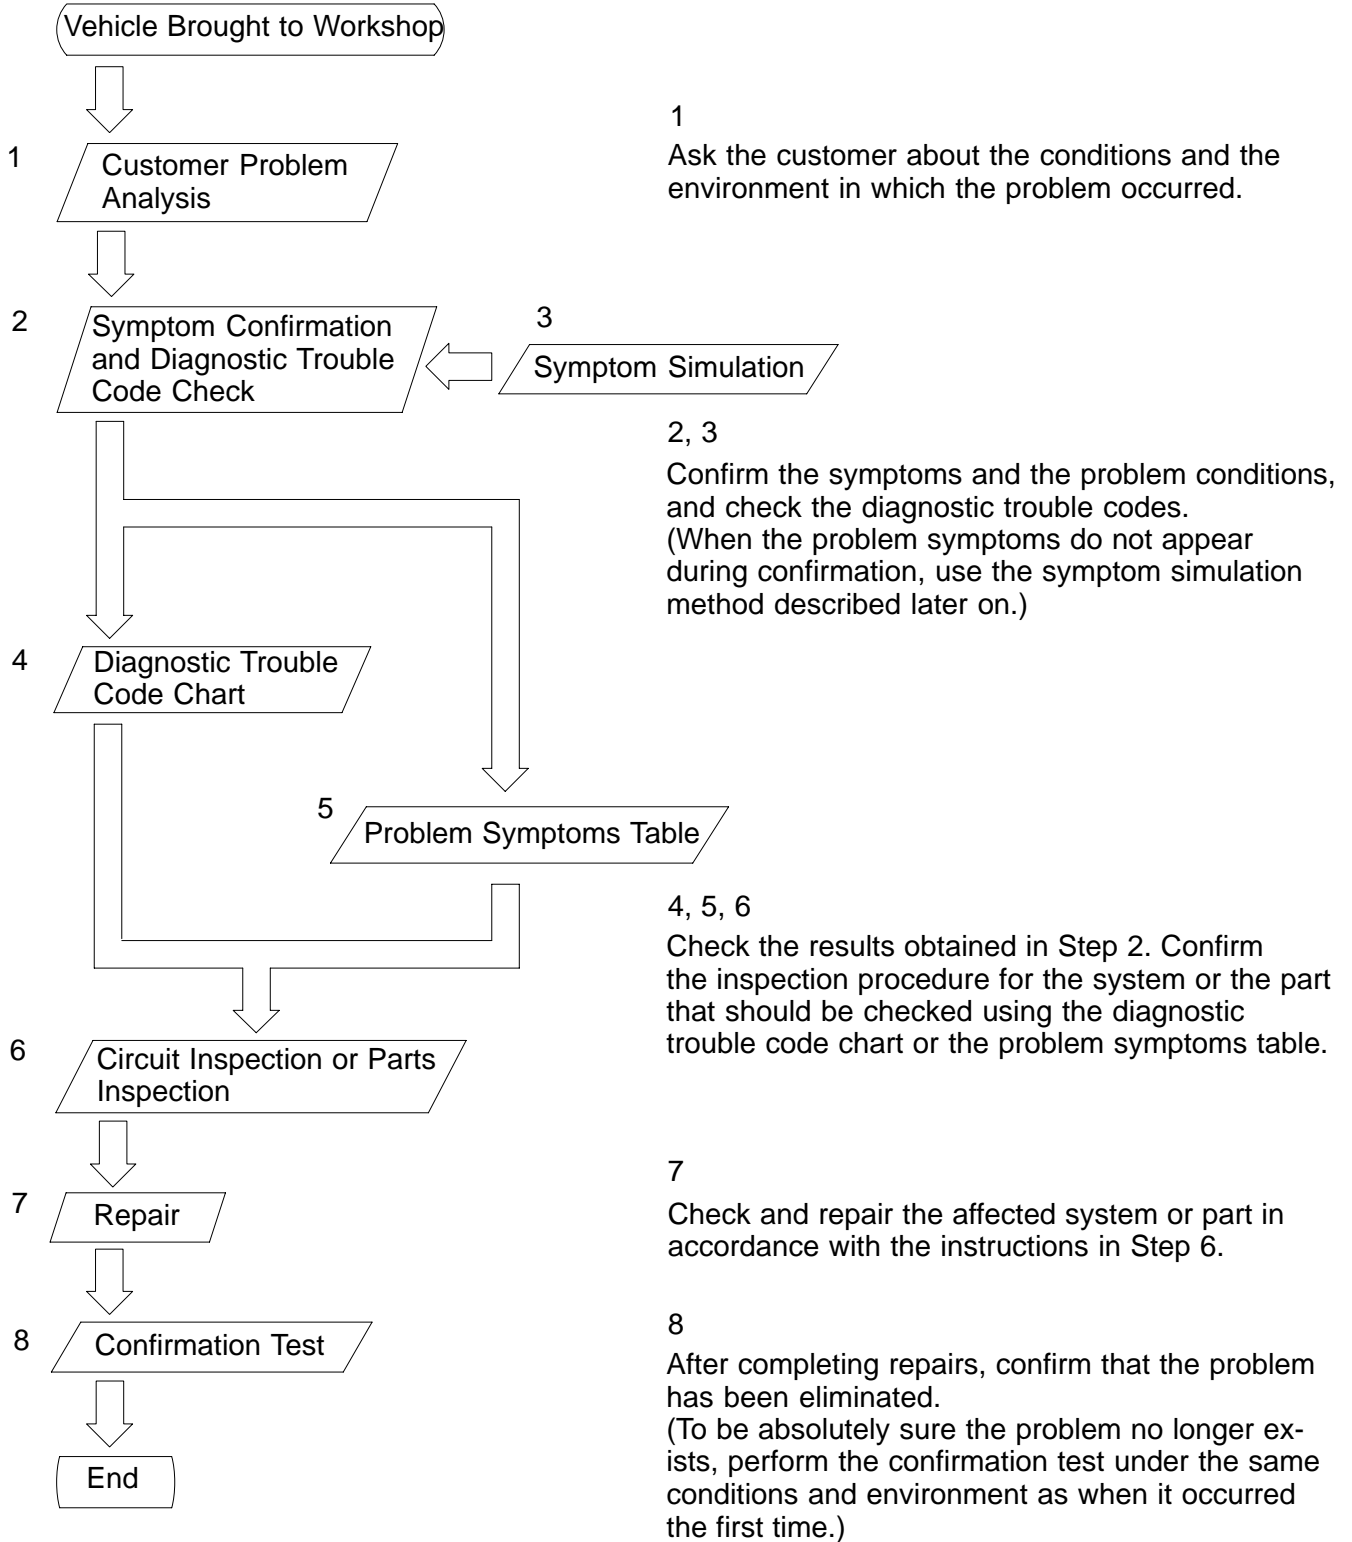 Vehicle Brought to Workshop
1
Customer Problem
Analysis
1
Ask the customer about the conditions and the
environment in which the problem occurred.
2
Symptom Confirmation
and Diagnostic Trouble
Code Check
3
Symptom Simulation
2, 3
Confirm the symptoms and the problem conditions,
and check the diagnostic trouble codes.
(When the problem symptoms do not appear
during confirmation, use the symptom simulation
method described later on.)
4
Diagnostic Trouble
Code Chart
5
Problem Symptoms Table
4, 5, 6
Check the results obtained in Step 2. Confirm
the inspection procedure for the system or the part
that should be checked using the diagnostic
trouble code chart or the problem symptoms table.
6
Circuit Inspection or Parts
Inspection
7
Repair
7
Check and repair the affected system or part in
accordance with the instructions in Step 6.
8
Confirmation Test
8
After completing repairs, confirm that the problem
has been eliminated.
(To be absolutely sure the problem no longer ex-
ists, perform the confirmation test under the same
conditions and environment as when it occurred
the first time.)
End